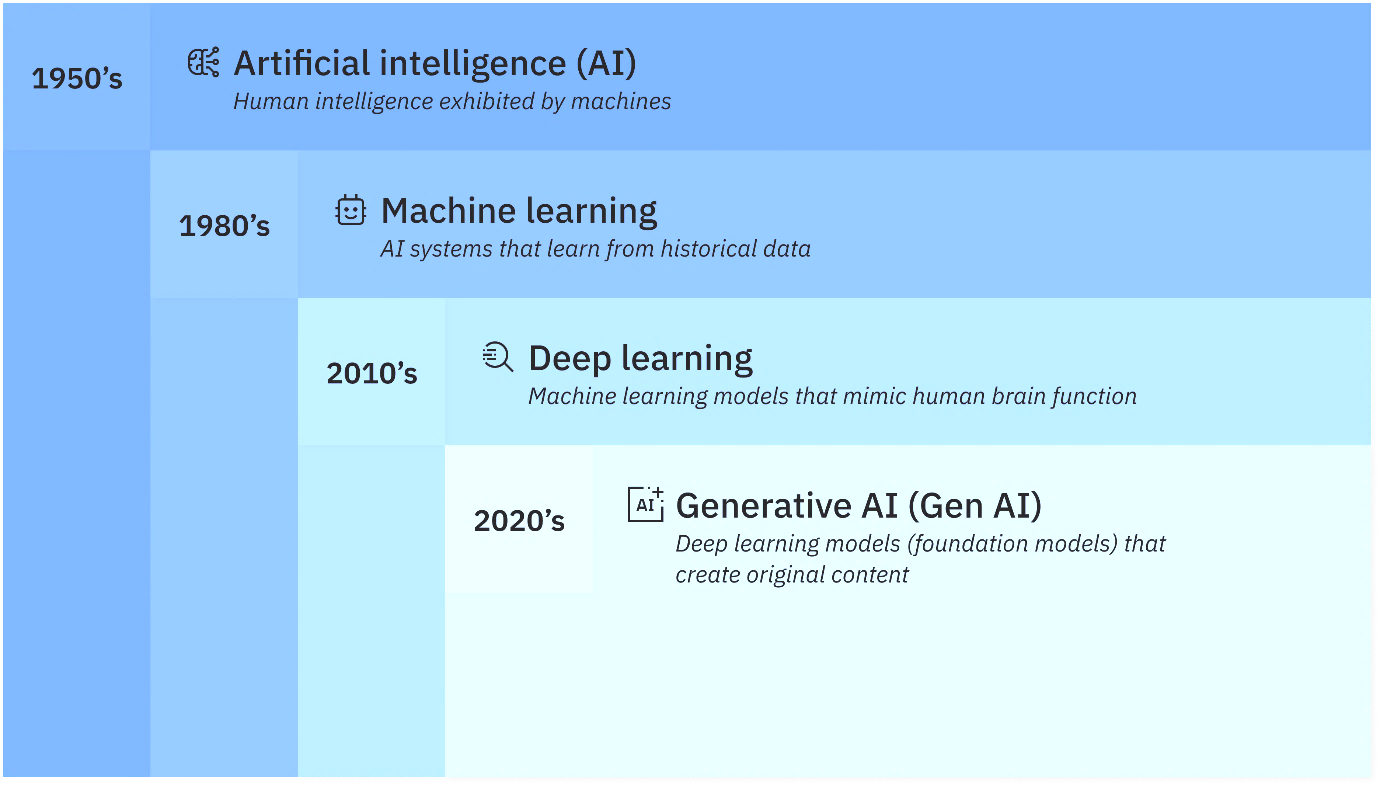 1950’s
Artificial intelligence (AI)
Human intelligence exhibited by machines
1980’s
Machine learning
AI systems that learn from historical data
2010’s
Deep learning
Machine learning models that mimic human brain function
2020’s
AI
Generative AI (Gen AI)
Deep learning models (foundation models) that
create original content